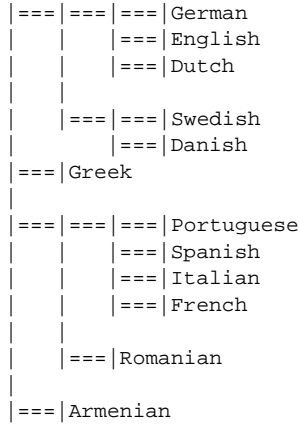 |===|===|===|German
|   |   |===|English
|   |   |===|Dutch
|   |
|   |===|===|Swedish
|       |===|Danish
|===|Greek
|
|===|===|===|Portuguese
|   |   |===|Spanish
|   |   |===|Italian
|   |   |===|French
|   |
|   |===|Romanian
|
|===|Armenian